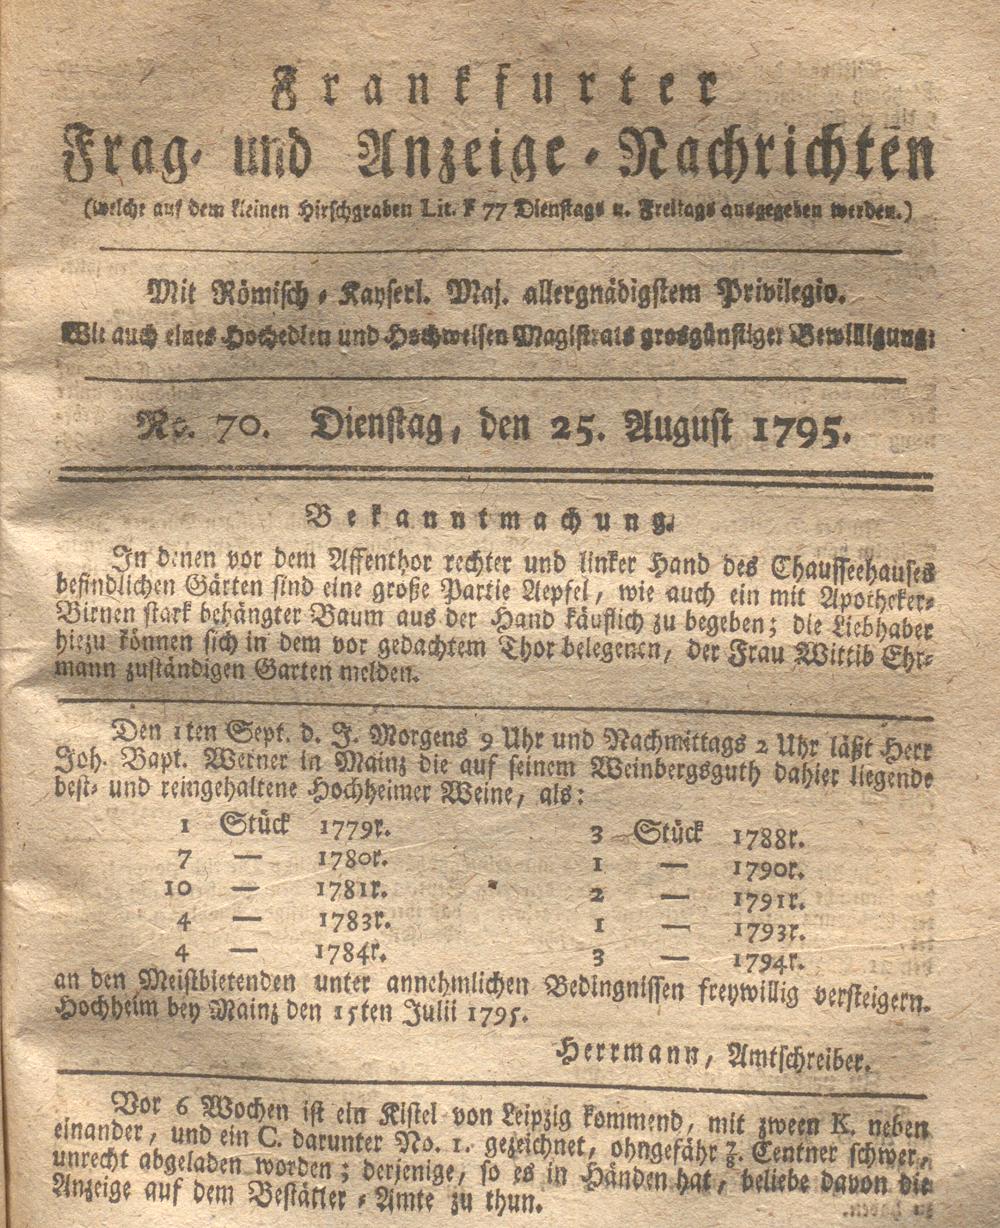 Frankfurter
Frag- und Anzeige-Nachrichten
(welche auf dem kleinen Hirschgraben Lit. F 77 Dienstags u. Freitags ausgegeben werden.)
Mit Römisch-Kayserl. Maj. allergnädigstem Privilegio.
Wie auch eines Hochedlen und Hochweisen Magistrats grosgünstiger Bewilligung:
No. 70. Dienstag, den 25. August 1795.
Bekanntmachung.
In denen vor dem Affenthor rechter und linker Hand des Chausseehauses
befindlichen Gärten sind eine große Partie Aepfel, wie auch ein mit Apotheker-
Birnen stark behängter Baum aus der Hand käuflich zu begeben; die Liebhaber
hiezu können sich in dem vor gedachtem Thor belegenen, der Frau Wittib Ehr-
mann zuständigen Garten melden.
Den 1ten Sept. d. J. Morgens 9 Uhr und Nachmittags 2 Uhr läßt Herr
Joh. Bapt. Werner in Mainz die auf seinem Weinbergsguth dahier liegende
best- und reingehaltene Hochheimer Weine, als:
1 Stück 1779r. 3 Stück 1788r.
7 — 1780r. 1 — 1790r.
10 — 1781r. 2 — 1791r.
4 — 1783r. 1 — 1793r.
4 — 1784r. 3 — 1794r.
an den Meistbietenden unter annehmlichen Bedingnissen freywillig versteigern.
Hochheim bey Mainz den 15ten Julii 1795.
Herrmann, Amtschreiber.
Vor 6 Wochen ist ein Kistel von Leipzig kommend, mit zween K. neben
einander, und ein C. darunter No. 1. gezeichnet, ohngefähr 7/8. Centner schwer,
unrecht abgeladen worden; derjenige, so es in Händen hat, beliebe davon die
Anzeige auf dem Bestätter-Amte zu thun.